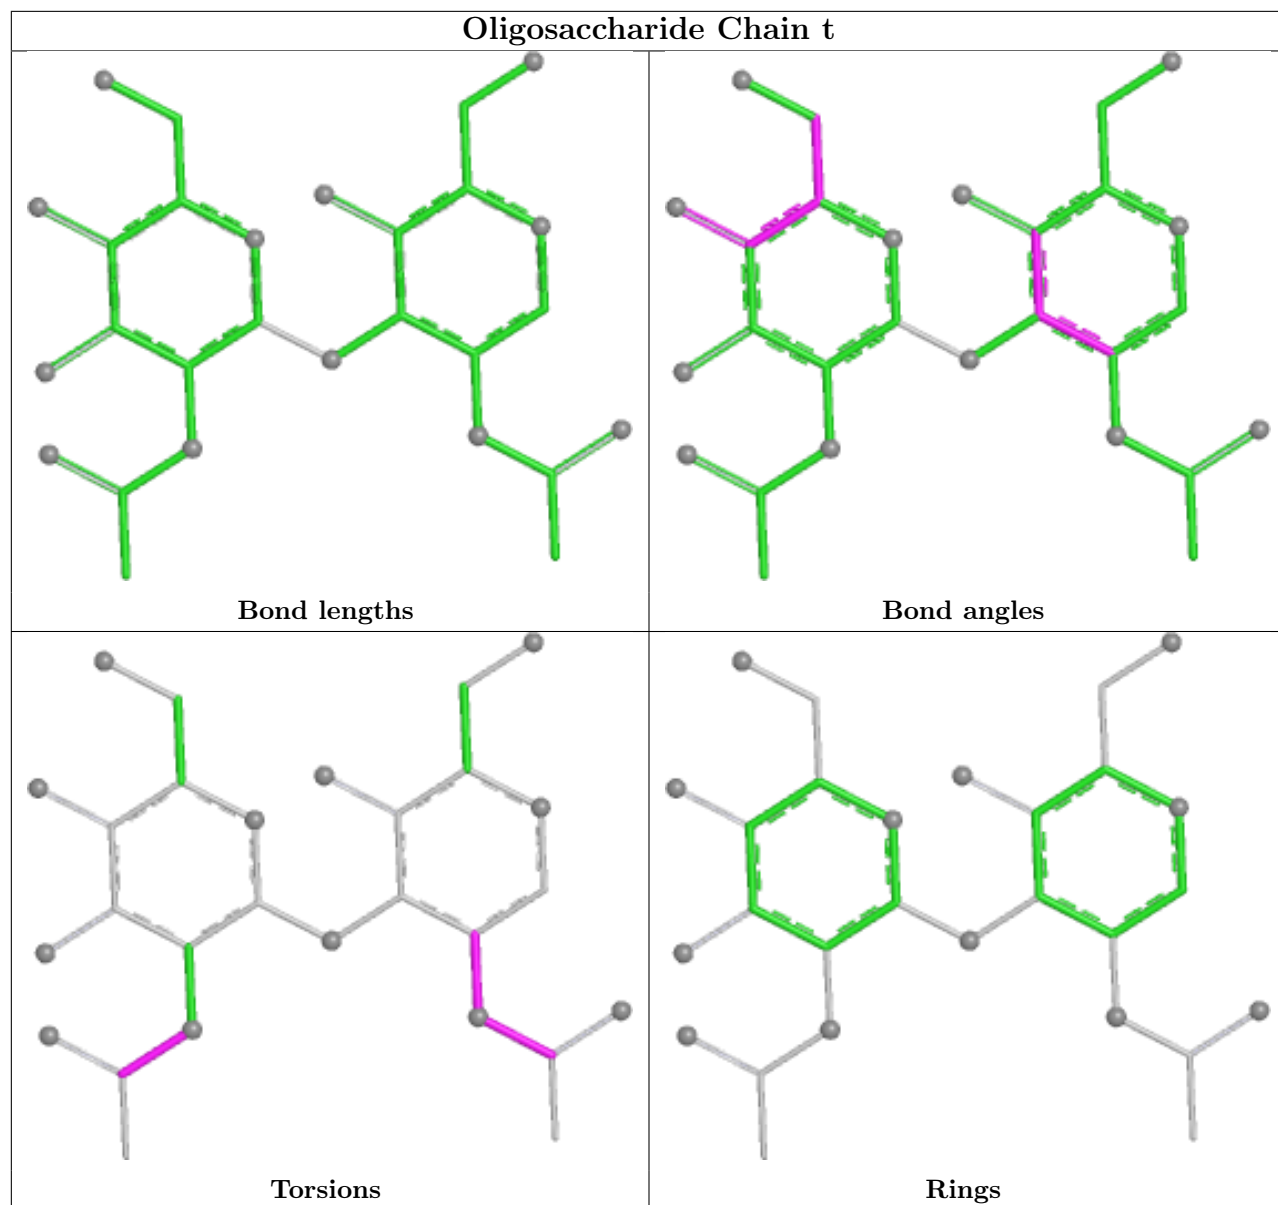 Oligosaccharide Chain t
Bond lengths
Bond angles
Torsions
Rings